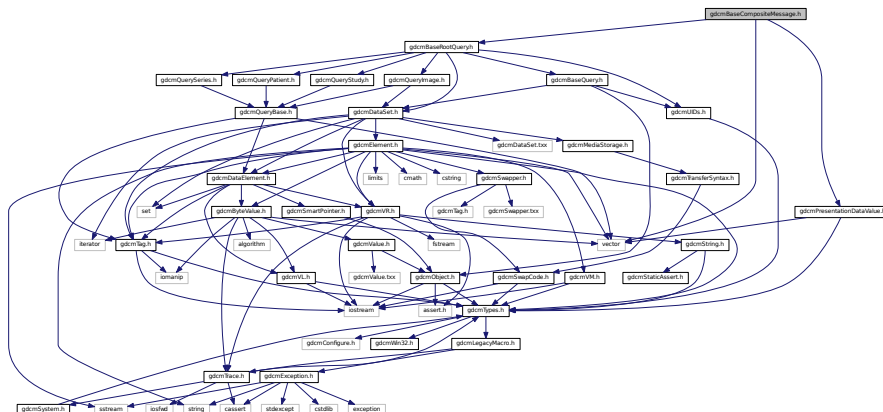 gdcmBaseCompositeMessage.h
gdcmBaseRootQuery.h
gdcmQuerySeries.h
gdcmQueryPatient.h
gdcmQueryStudy.h
gdcmQueryImage.h
gdcmBaseQuery.h
gdcmQueryBase.h
gdcmDataSet.h
gdcmUIDs.h
gdcmElement.h
gdcmDataSet.txx
gdcmMediaStorage.h
gdcmDataElement.h
limits
cmath
cstring
gdcmSwapper.h
gdcmTransferSyntax.h
set
gdcmByteValue.h
gdcmSmartPointer.h
gdcmVR.h
gdcmTag.h
gdcmSwapper.txx
gdcmPresentationDataValue.h
iterator
gdcmTag.h
algorithm
gdcmValue.h
fstream
vector
gdcmString.h
iomanip
gdcmVL.h
gdcmValue.txx
gdcmObject.h
gdcmSwapCode.h
gdcmVM.h
gdcmStaticAssert.h
iostream
assert.h
gdcmTypes.h
gdcmConfigure.h
gdcmWin32.h
gdcmLegacyMacro.h
gdcmTrace.h
gdcmException.h
gdcmSystem.h
sstream
iosfwd
string
cassert
stdexcept
cstdlib
exception